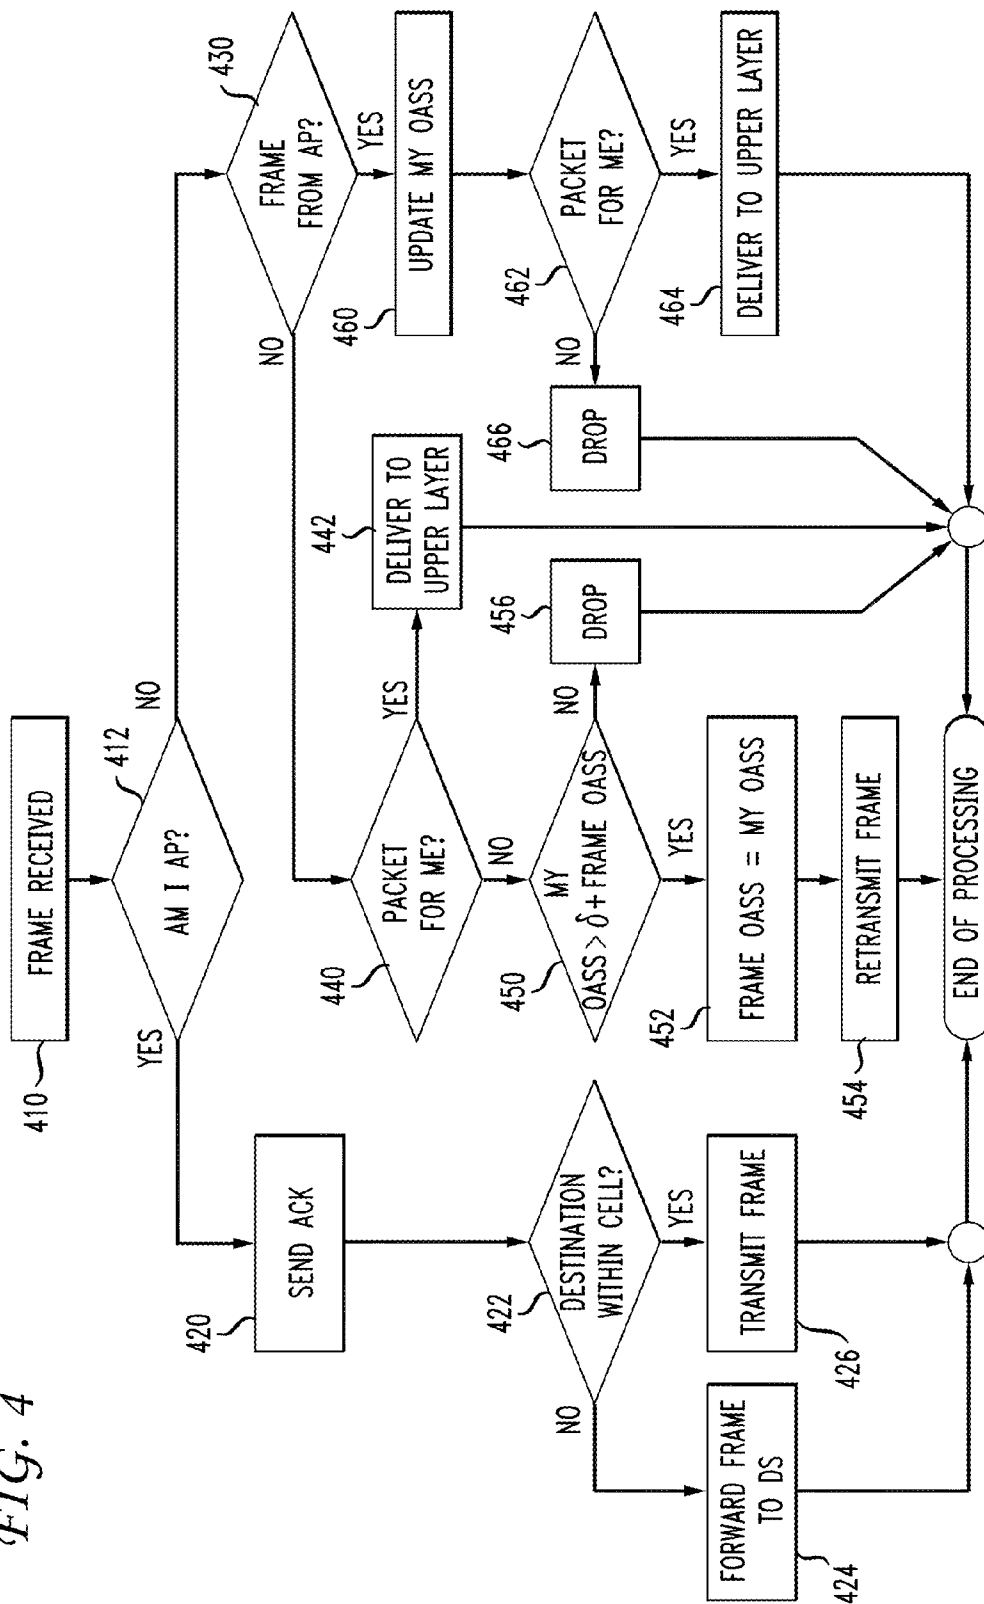 FIG. 4
410
FRAME RECEIVED
412
AM I AP?
YES
NO
420
SEND ACK
422
DESTINATION
WITHIN CELL?
NO
YES
424
FORWARD FRAME
TO DS
426
TRANSMIT FRAME
430
FRAME
FROM AP?
NO
YES
440
PACKET
FOR ME?
YES
NO
442
DELIVER TO
UPPER LAYER
450
MY
OASS > δ + FRAME OASS
NO
YES
456
DROP
452
FRAME OASS = MY OASS
454
RETRANSMIT FRAME
460
UPDATE MY OASS
462
PACKET
FOR ME?
NO
YES
466
DROP
464
DELIVER TO UPPER LAYER
END OF PROCESSING